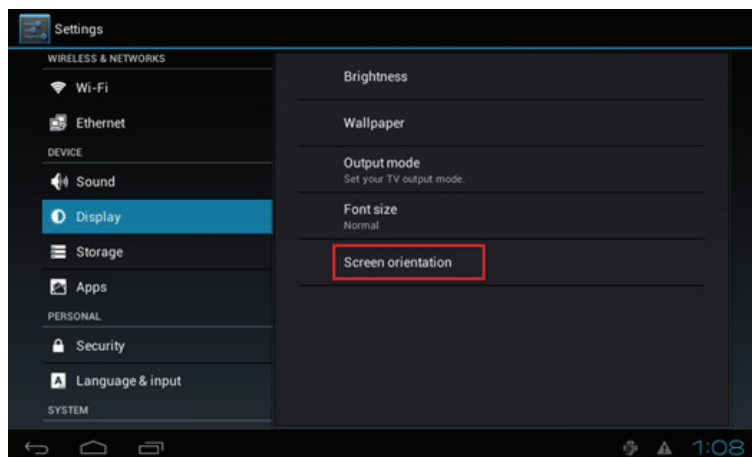 Settings
WIRELESS & NETWORKS
Wi-Fi
Ethernet
DEVICE
Sound
Display
Storage
Apps
PERSONAL
Security
Language & input
SYSTEM
Brightness
Wallpaper
Output mode
Set your TV output mode.
Font size
Normal
Screen orientation
1:08